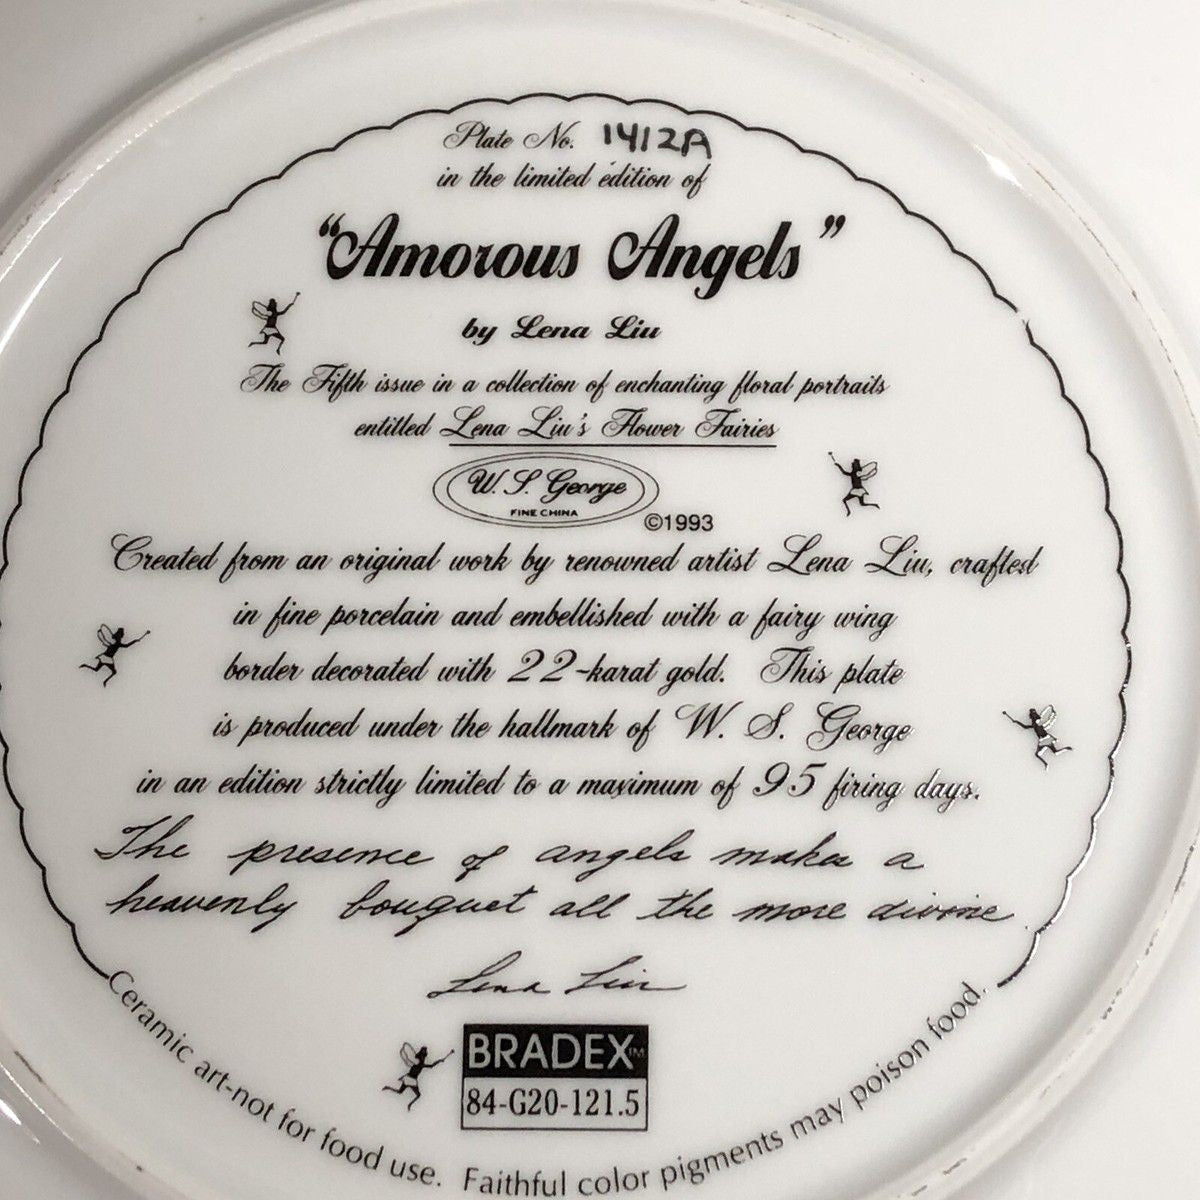 Plate No. 1412A
in the limited edition of
"Amorous Angels"
by Lena Liu
The Fifth issue in a collection of enchanting floral portraits
entitled Lena Liu's Flower Fairies
W. S. George
FINE CHINA
©1993
Created from an original work by renowned artist Lena Liu, crafted
in fine porcelain and embellished with a fairy wing
border decorated with 22-karat gold. This plate
is produced under the hallmark of W. S. George
in an edition strictly limited to a maximum of 95 firing days.
The presence of angels makes a
heavenly bouquet all the more divine.
Lena Liu
BRADEX™
84-G20-121.5
Ceramic art-not for food use. Faithful color pigments may poison food.